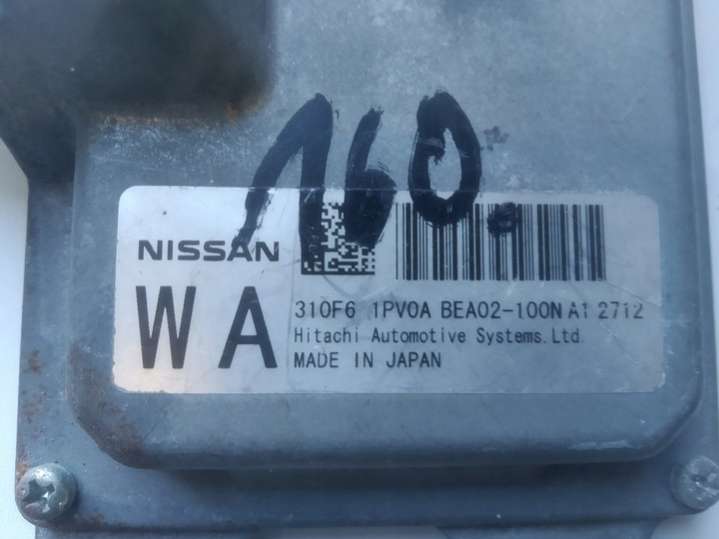 160.
NISSAN
WA
310F6 1PV0A BEA02-100N A1 2712
Hitachi Automotive Systems.Ltd.
MADE IN JAPAN